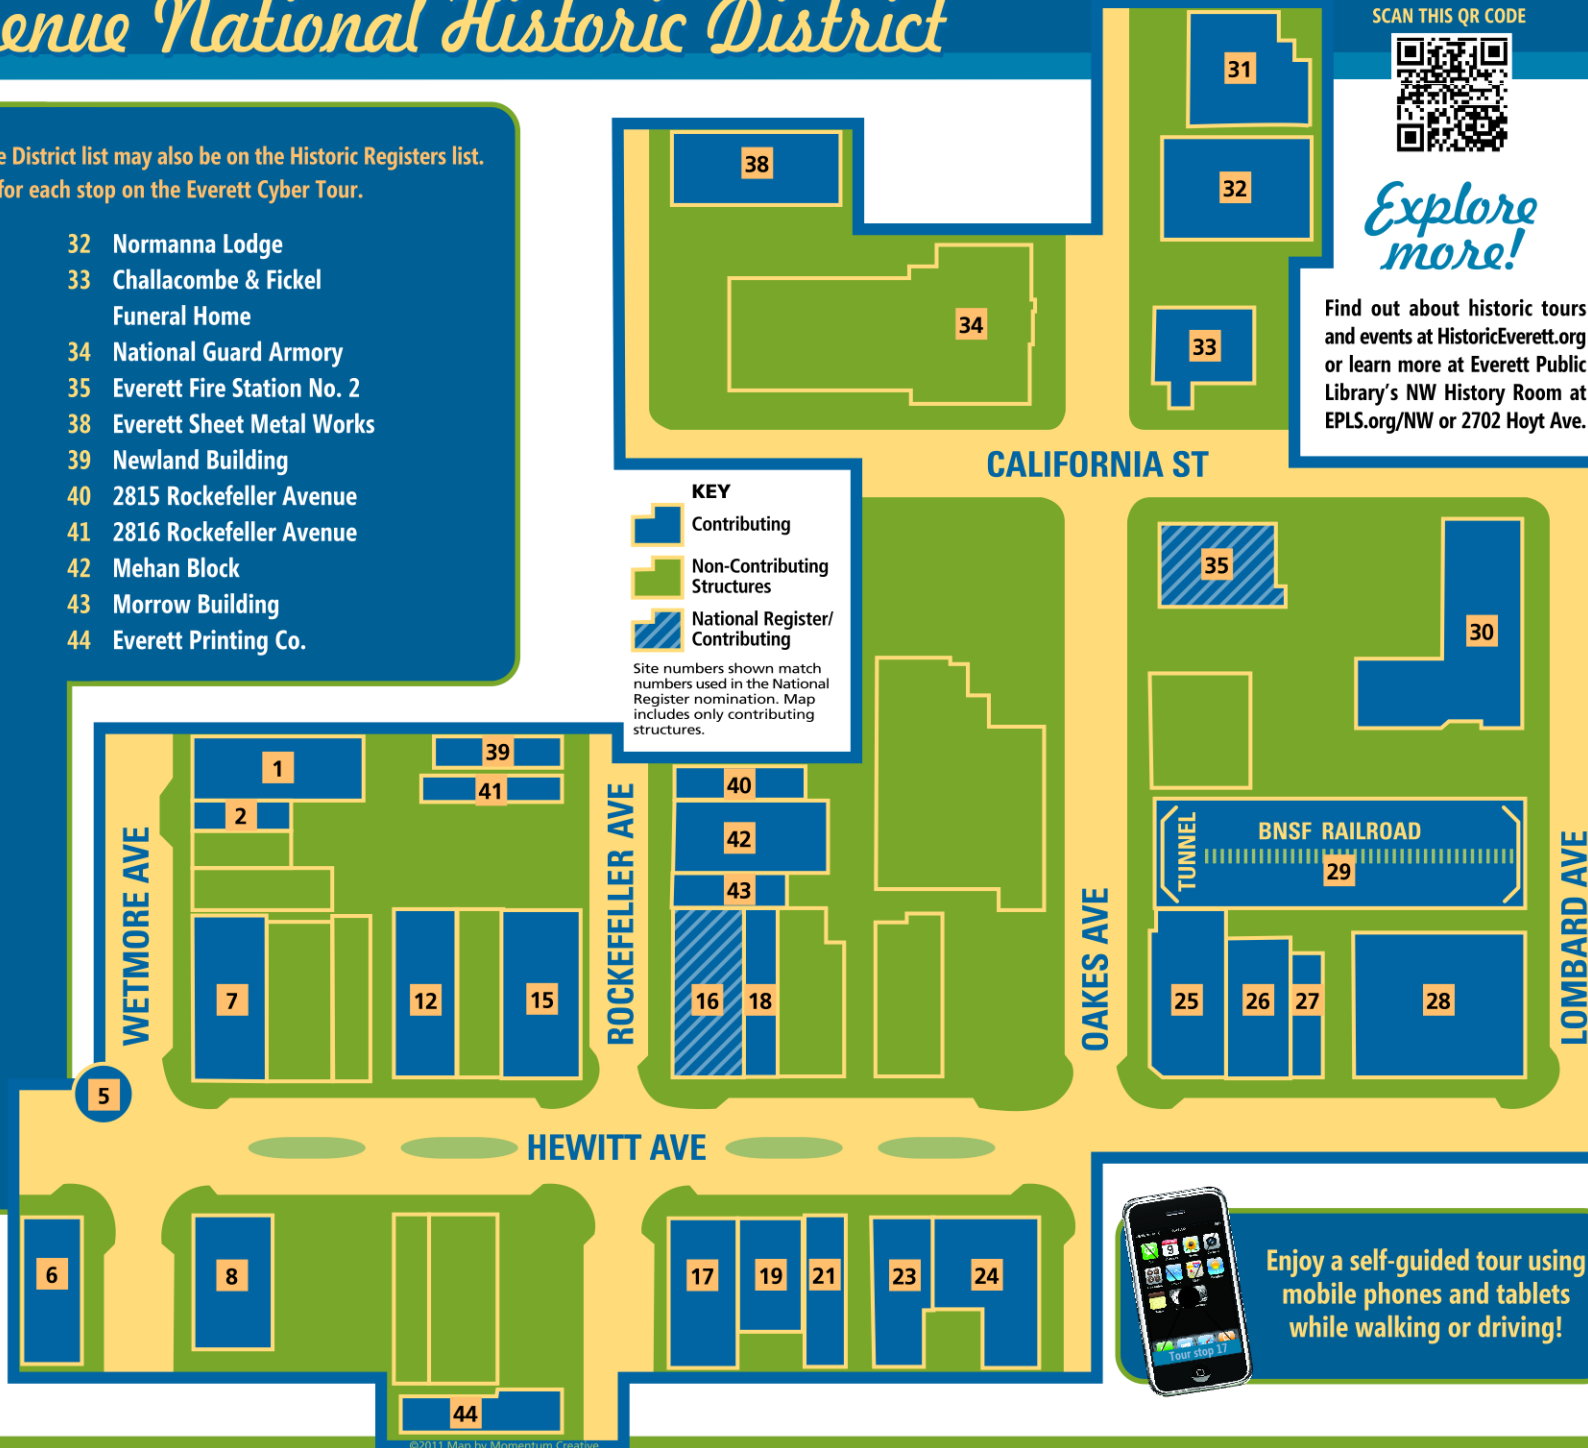 enue National Historic District
SCAN THIS QR CODE
e District list may also be on the Historic Registers list.
for each stop on the Everett Cyber Tour.
32 Normanna Lodge
33 Challacombe & Fickel
Funeral Home
34 National Guard Armory
35 Everett Fire Station No. 2
38 Everett Sheet Metal Works
39 Newland Building
40 2815 Rockefeller Avenue
41 2816 Rockefeller Avenue
42 Mehan Block
43 Morrow Building
44 Everett Printing Co.
Explore
more!
Find out about historic tours
and events at HistoricEverett.org
or learn more at Everett Public
Library's NW History Room at
EPLS.org/NW or 2702 Hoyt Ave.
31
38
32
34
33
CALIFORNIA ST
KEY
Contributing
Non-Contributing
Structures
National Register/
Contributing
Site numbers shown match
numbers used in the National
Register nomination. Map
includes only contributing
structures.
35
30
1
39
41
2
40
42
43
TUNNEL
BNSF RAILROAD
29
WETMORE AVE
ROCKEFELLER AVE
OAKES AVE
LOMBARD AVE
7
12
15
16
18
25
26
27
28
5
HEWITT AVE
6
8
17
19
21
23
24
44
9
Tour stop 17
Enjoy a self-guided tour using
mobile phones and tablets
while walking or driving!
©2011 Map by Momentum Creative